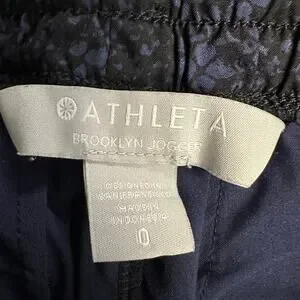 ATHLETA
BROOKLYN JOGGER
DESIGNED IN
SAN FRANCISCO
MADE IN
INDONESIA
0